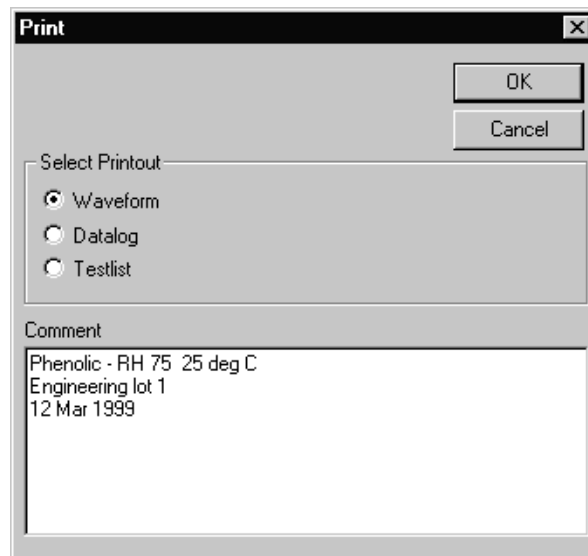 Print
OK
Cancel
Select Printout
Waveform
Datalog
Testlist
Comment
Phenolic - RH 75  25 deg C
Engineering lot 1
12 Mar 1999